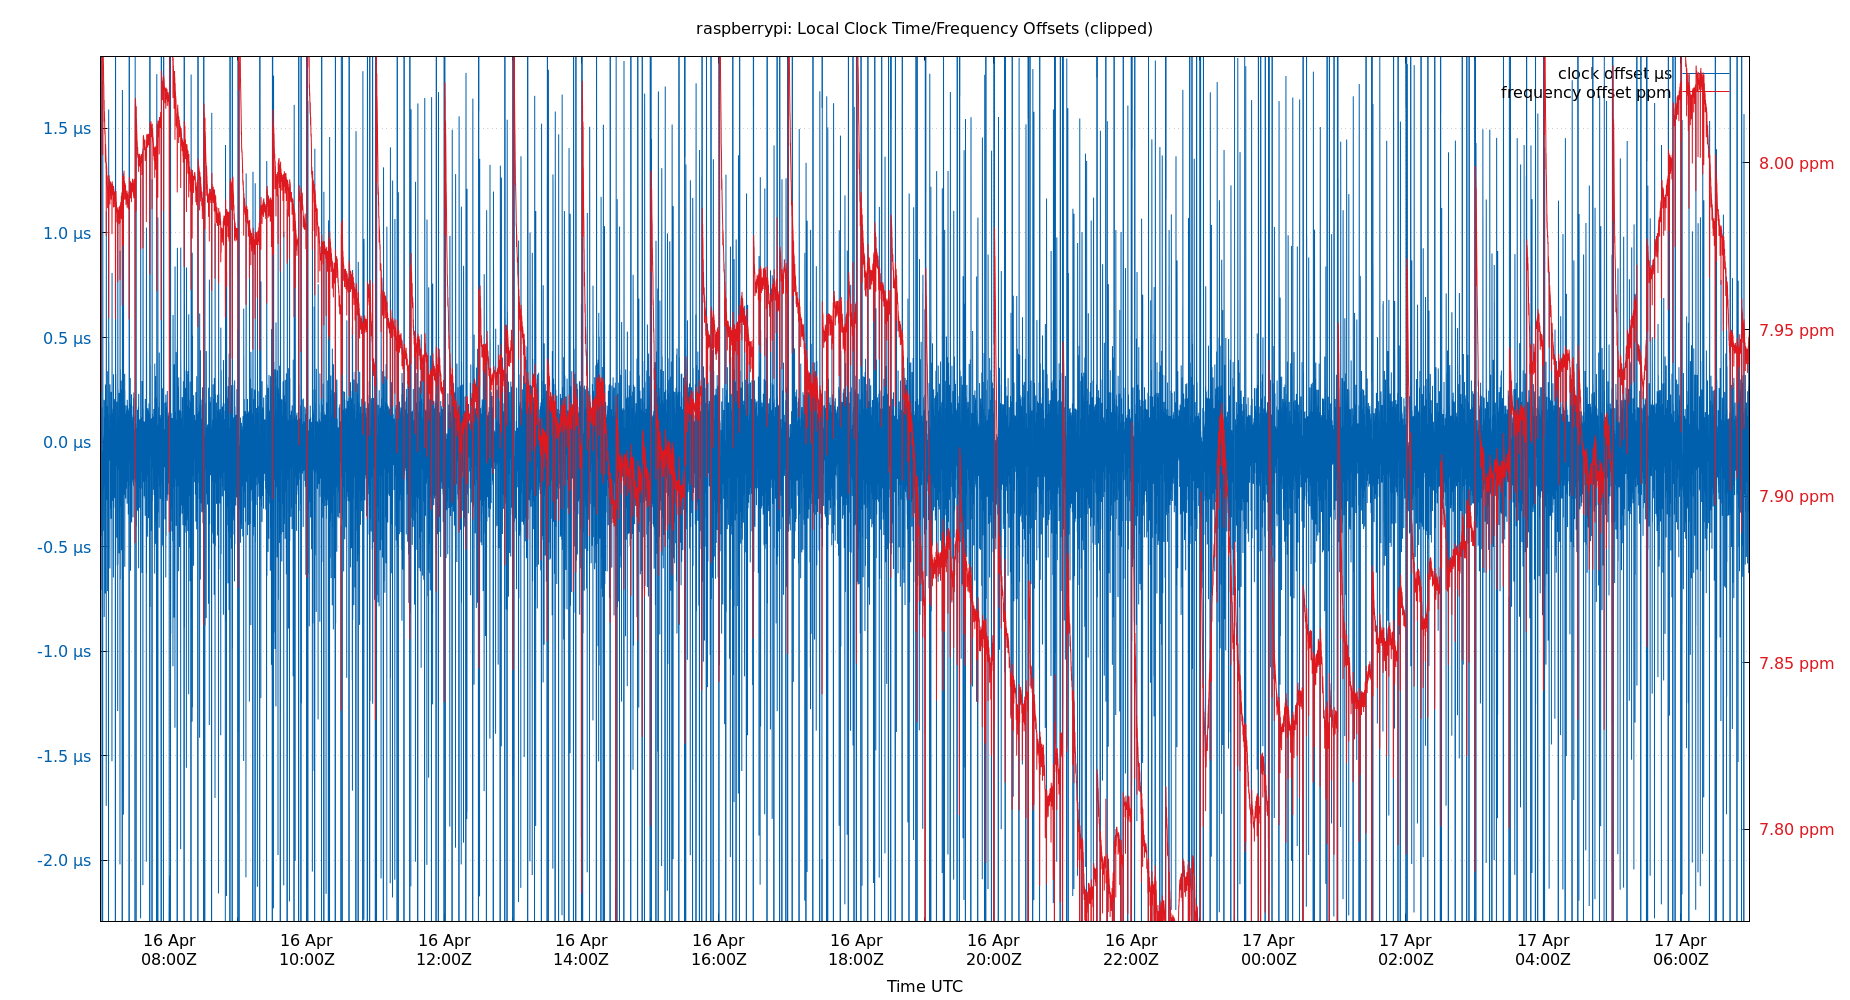 raspberrypi: Local Clock Time/Frequency Offsets (clipped)
clock offset µs
frequency offset ppm
1.5 µs
1.0 µs
0.5 µs
0.0 µs
-0.5 µs
-1.0 µs
-1.5 µs
-2.0 µs
8.00 ppm
7.95 ppm
7.90 ppm
7.85 ppm
7.80 ppm
16 Apr 16 Apr 16 Apr 16 Apr 16 Apr 16 Apr 16 Apr 16 Apr 17 Apr 17 Apr 17 Apr 17 Apr
08:00Z 10:00Z 12:00Z 14:00Z 16:00Z 18:00Z 20:00Z 22:00Z 00:00Z 02:00Z 04:00Z 06:00Z
Time UTC